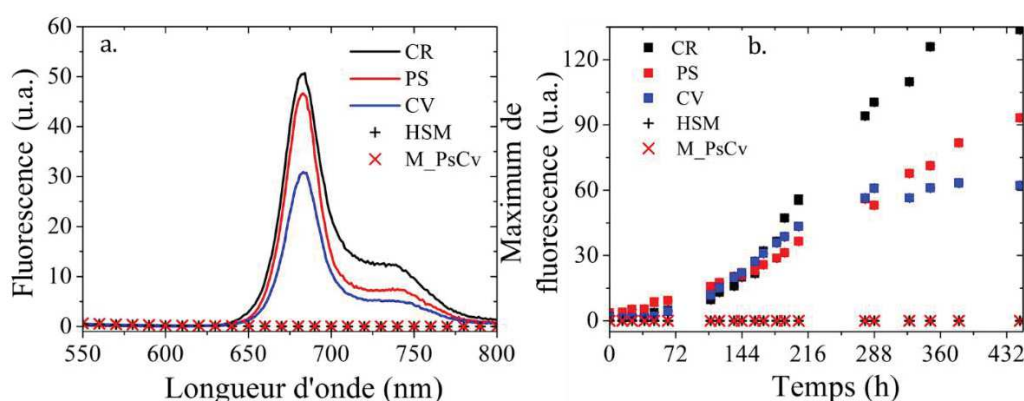 a.
Fluorescence (u.a.)
60
50
40
30
20
10
0
CR
PS
CV
HSM
M_PsCv
550
600
650
700
750
800
Longueur d'onde (nm)
b.
Maximum de
fluorescence (u.a.)
120
90
60
30
0
CR
PS
CV
HSM
M_PsCv
0
72
144
216
288
360
432
Temps (h)